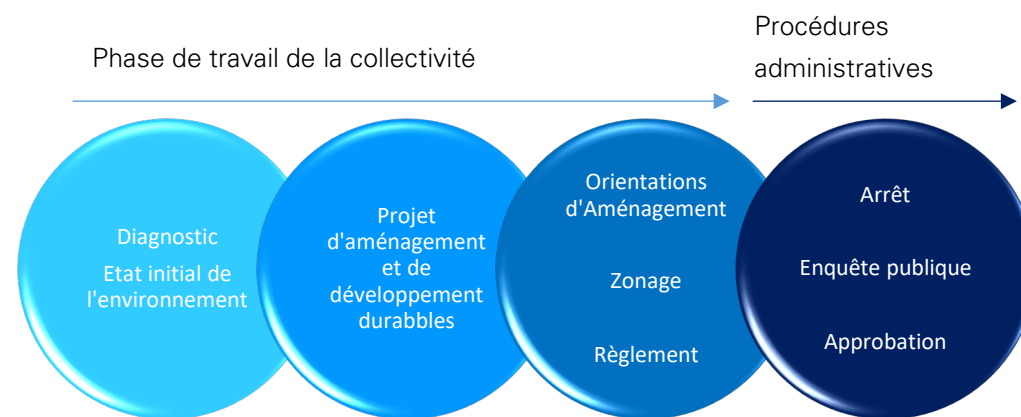 Phase de travail de la collectivité
Procédures
administratives
Diagnostic
Etat initial de
l'environnement
Projet
d'aménagement
et de
développement
durabbles
Orientations
d'Aménagement
Zonage
Règlement
Arrêt
Enquête publique
Approbation